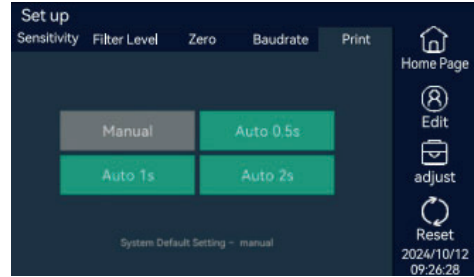 Set up
Sensitivity Filter Level Zero Baudrate Print
Manual Auto 0.5s
Auto 1s Auto 2s
System Default Setting - manual
Home Page
Edit
adjust
Reset
2024/10/12
09:26:28